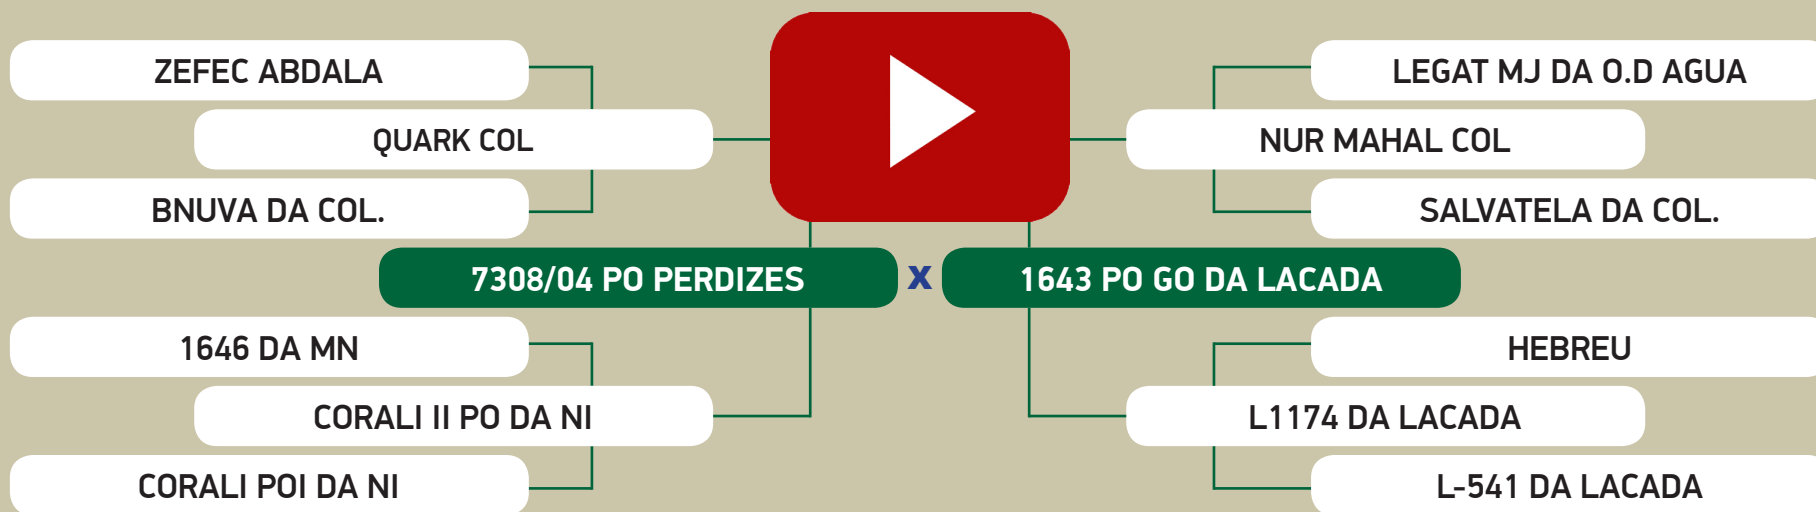 ZEFEC ABDALA
LEGAT MJ DA O.D AGUA
QUARK COL
NUR MAHAL COL
BNUVA DA COL.
SALVATELA DA COL.
7308/04 PO PERDIZES
X
1643 PO GO DA LACADA
1646 DA MN
HEBREU
CORALI II PO DA NI
L1174 DA LACADA
CORALI POI DA NI
L-541 DA LACADA